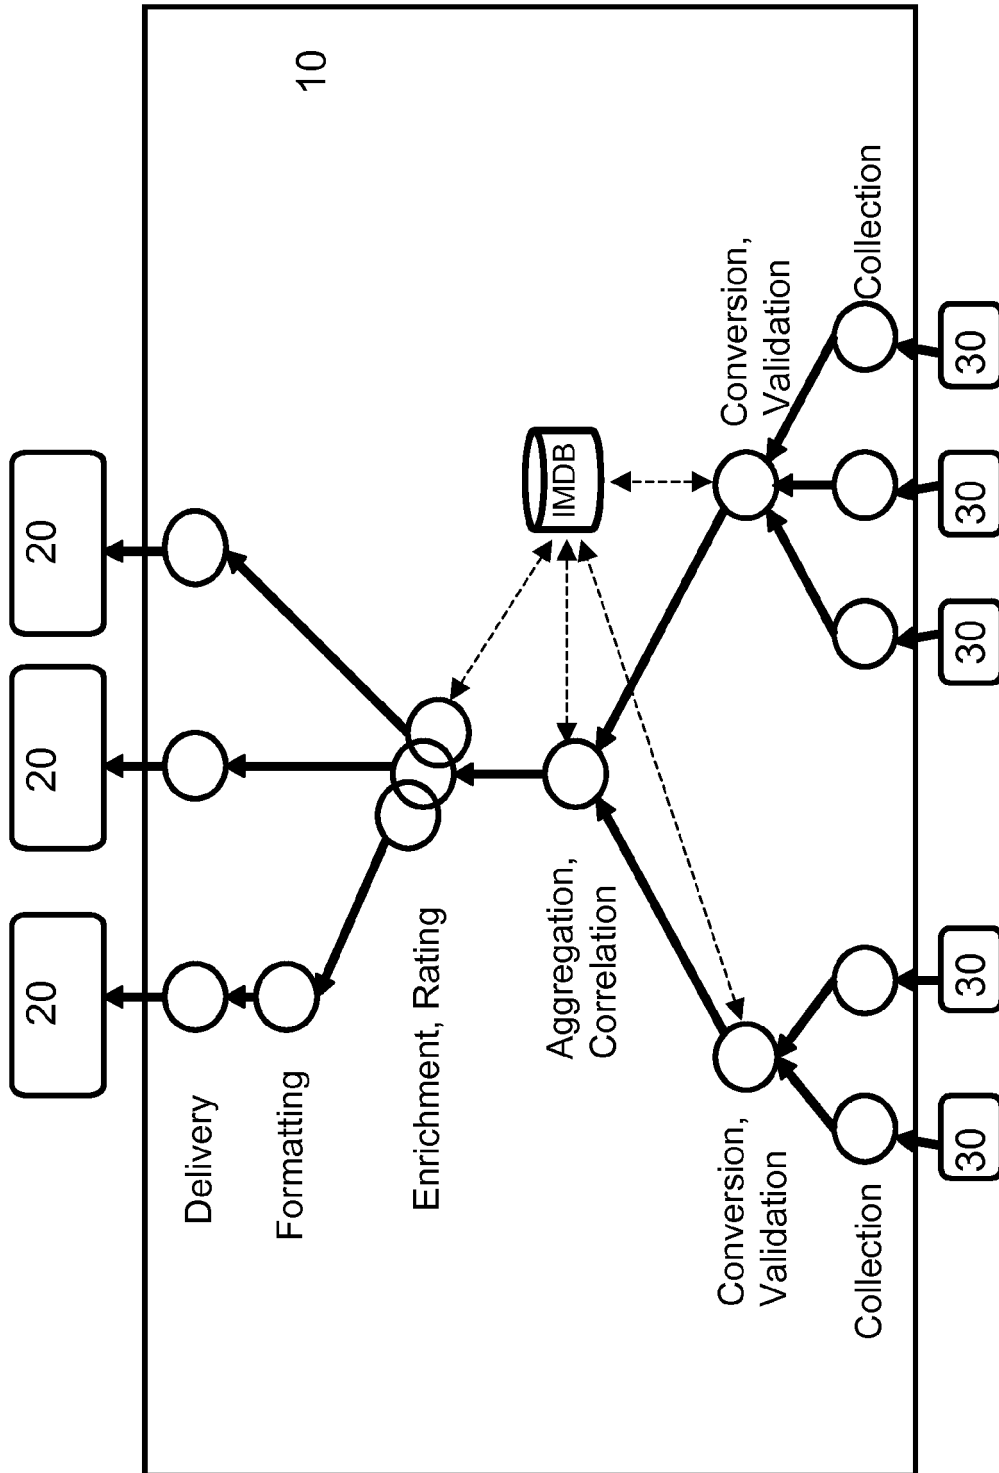 10
20
20
20
Delivery
Formatting
Enrichment, Rating
IMDB
Aggregation,
Correlation
Conversion,
Validation
Conversion,
Validation
Collection
Collection
30
30
30
30
30